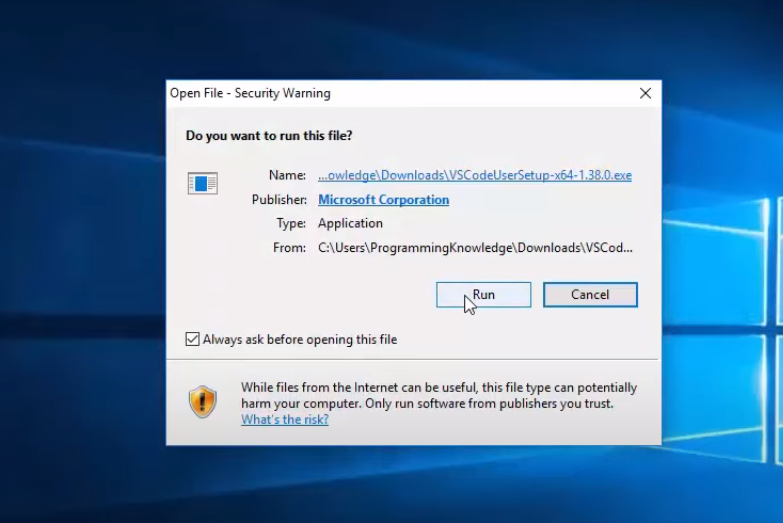 Open File - Security Warning
Do you want to run this file?
Name: ...owledge\Downloads\VSCodeUserSetup-x64-1.38.0.exe
Publisher: Microsoft Corporation
Type: Application
From: C:\Users\ProgrammingKnowledge\Downloads\VSCod...
Run Cancel
Always ask before opening this file
While files from the Internet can be useful, this file type can potentially
harm your computer. Only run software from publishers you trust.
What's the risk?